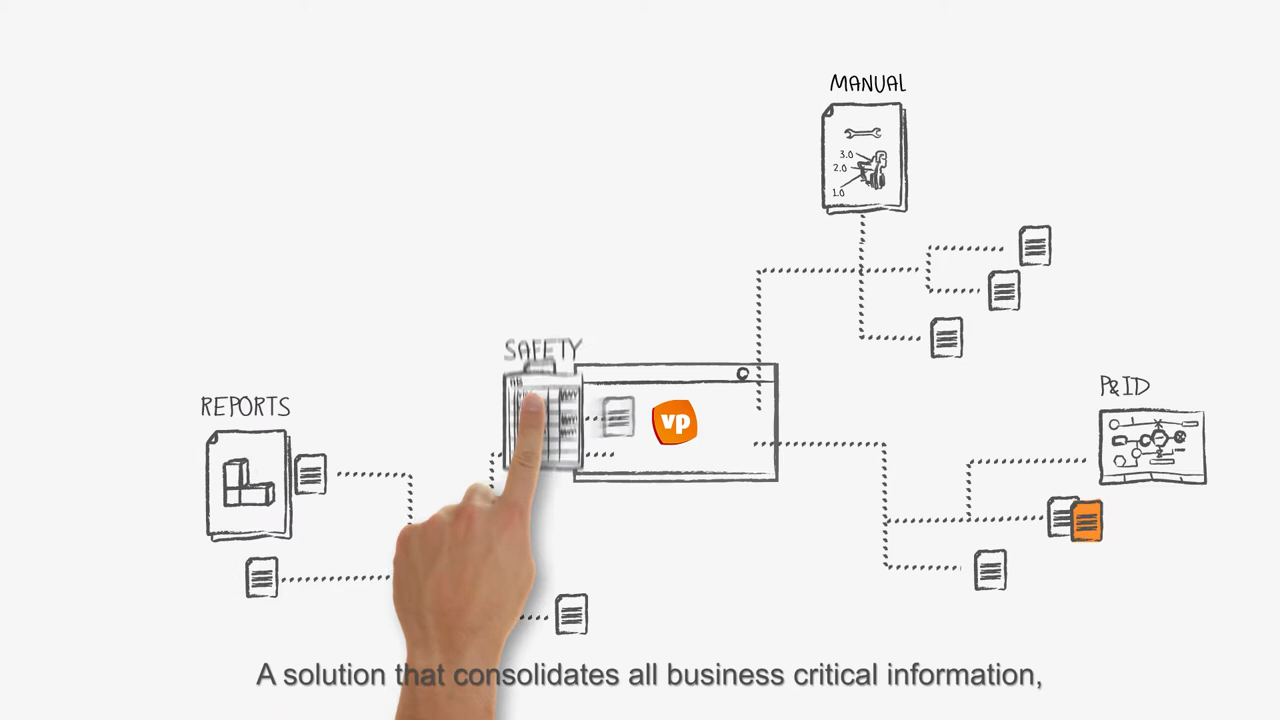 MANUAL
3.0
2.0
1.0
SAFETY
P&ID
REPORTS
vp
A solution that consolidates all business critical information,